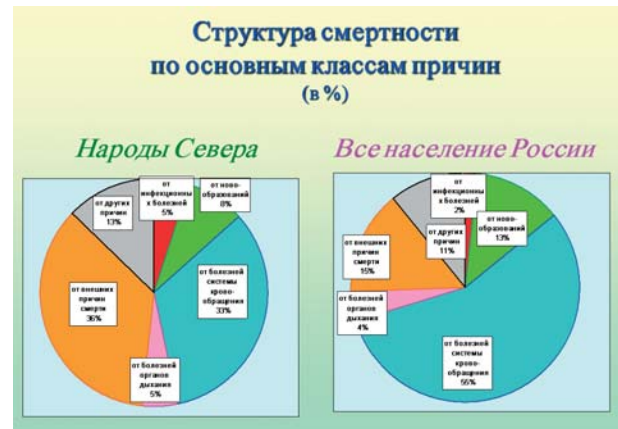 Структура смертности
по основным классам причин
(в %)
Народы Севера
Все население России
от инфекционны
х болезней
5%
от ново-
образований
8%
от других
причин
13%
от внешних
причин
смерти
36%
от болезней
системы
крово-
обращения
33%
от болезней
органов
дыхания
5%
от
инфекционны
х болезней
2%
от ново-
образований
13%
от других
причин
11%
от внешних
причин
смерти
15%
от болезней
органов
дыхания
4%
от болезней
системы
крово-
обращения
55%